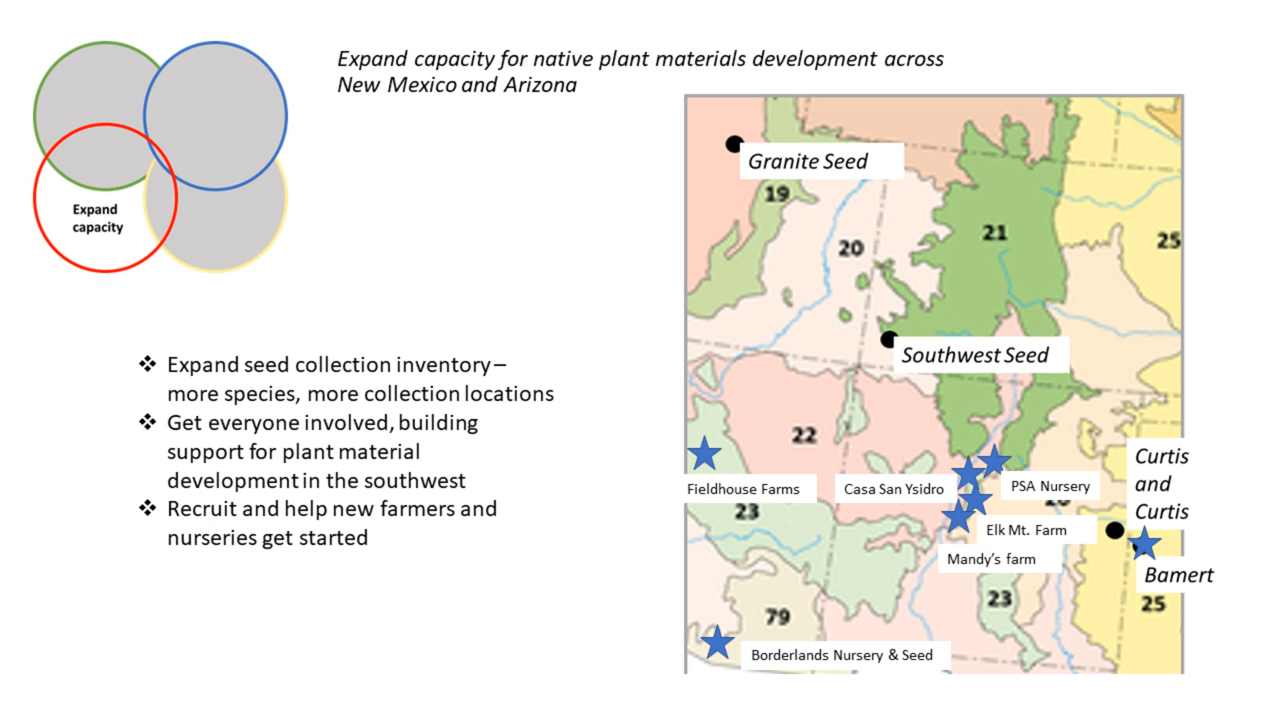 Expand capacity for native plant materials development across
New Mexico and Arizona
Expand
capacity
❖ Expand seed collection inventory –
more species, more collection locations
❖ Get everyone involved, building
support for plant material
development in the southwest
❖ Recruit and help new farmers and
nurseries get started
Granite Seed
19
20
21
25
Southwest Seed
22
Fieldhouse Farms
Casa San Ysidro
PSA Nursery
Curtis
and
Curtis
23
Elk Mt. Farm
Mandy's farm
Bamert
23
25
79
Borderlands Nursery & Seed